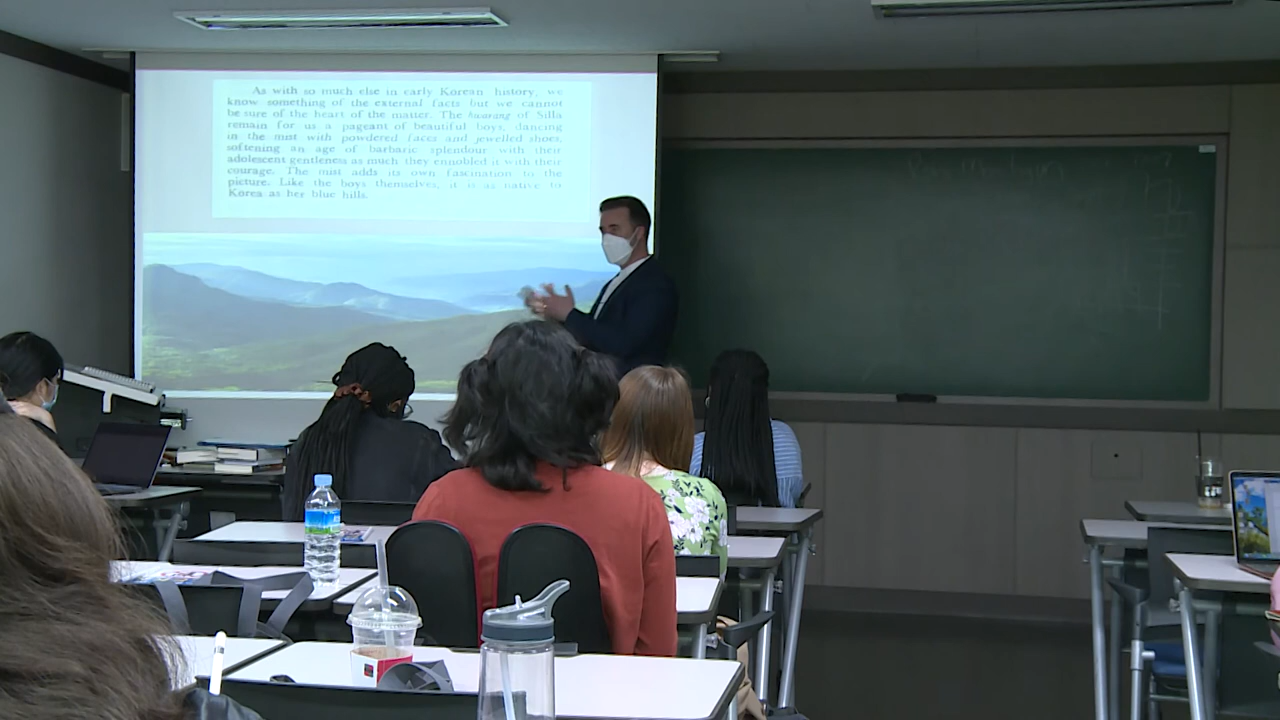 As with so much else in early Korean history, we
know something of the external facts but we cannot
be sure of the heart of the matter. The hwarang of Silla
remain for us a pageant of beautiful boys, dancing
in the mist with powdered faces and jewelled shoes,
softening an age of barbaric splendour with their
adolescent gentleness as much they ennobled it with their
courage. The mist adds its own fascination to the
picture. Like the boys themselves, it is as native to
Korea as her blue hills.